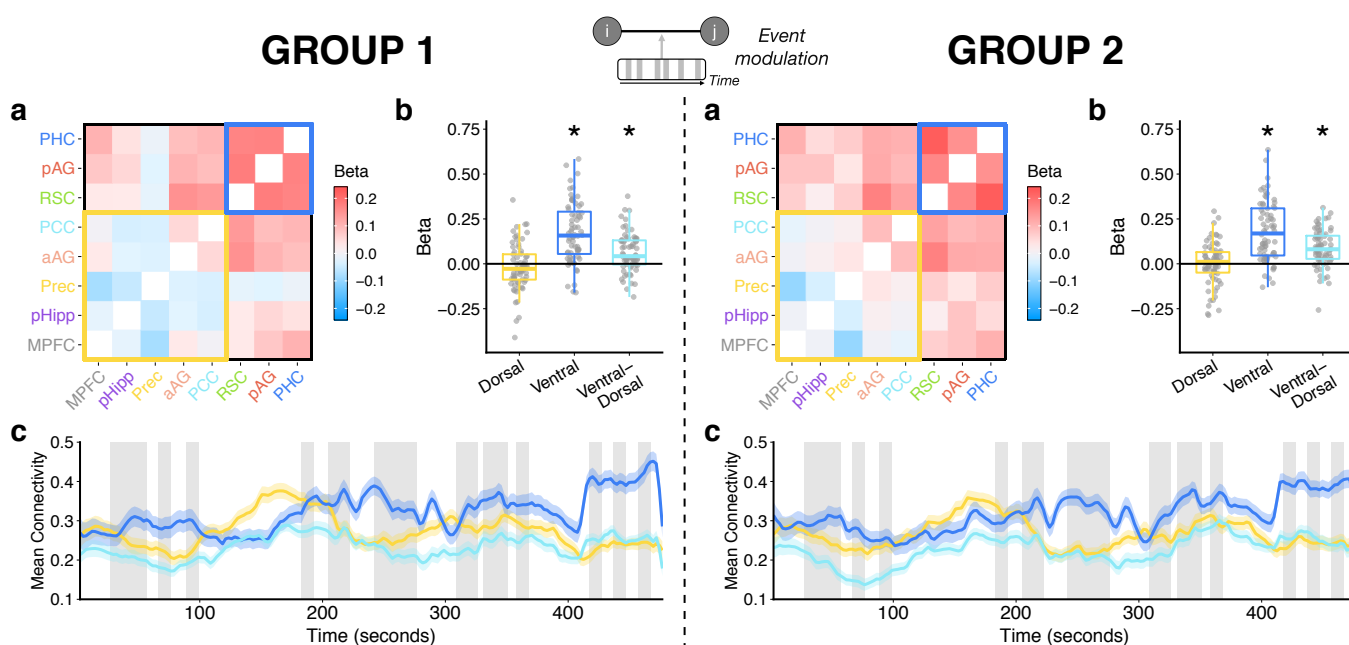 GROUP 1
i
j
Event
modulation
Time
GROUP 2
a
PHC
pAG
RSC
PCC
aAG
Prec
pHipp
MPFC
MPFC
pHipp
Prec
aAG
PCC
RSC
pAG
PHC
Beta
0.2
0.1
0.0
−0.1
−0.2
b
Beta
0.75
0.50
0.25
0.00
−0.25
*
*
Dorsal
Ventral
Ventral−
Dorsal
a
PHC
pAG
RSC
PCC
aAG
Prec
pHipp
MPFC
MPFC
pHipp
Prec
aAG
PCC
RSC
pAG
PHC
Beta
0.2
0.1
0.0
−0.1
−0.2
b
Beta
0.75
0.50
0.25
0.00
−0.25
*
*
Dorsal
Ventral
Ventral−
Dorsal
c
Mean Connectivity
0.5
0.4
0.3
0.2
0.1
100
200
300
400
Time (seconds)
c
Mean Connectivity
0.5
0.4
0.3
0.2
0.1
100
200
300
400
Time (seconds)